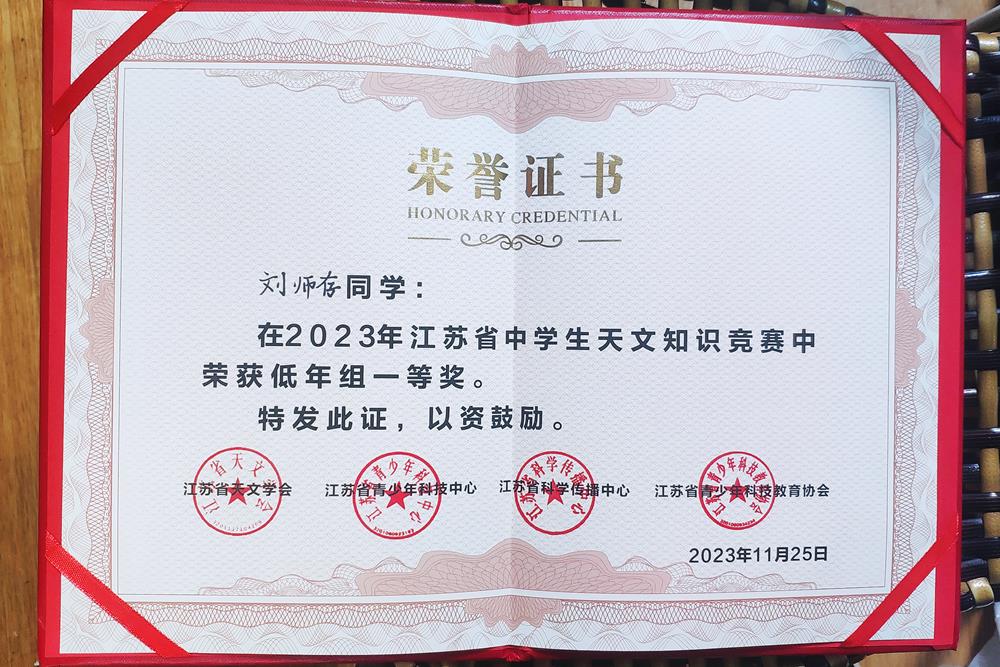 荣誉证书
HONORARY CREDENTIAL
刘师存同学：
在2023年江苏省中学生天文知识竞赛中
荣获低年组一等奖。
特发此证，以资鼓励。
江苏省天文学会 江苏省青少年科技中心 江苏省科学传播中心 江苏省青少年科技教育协会
2023年11月25日